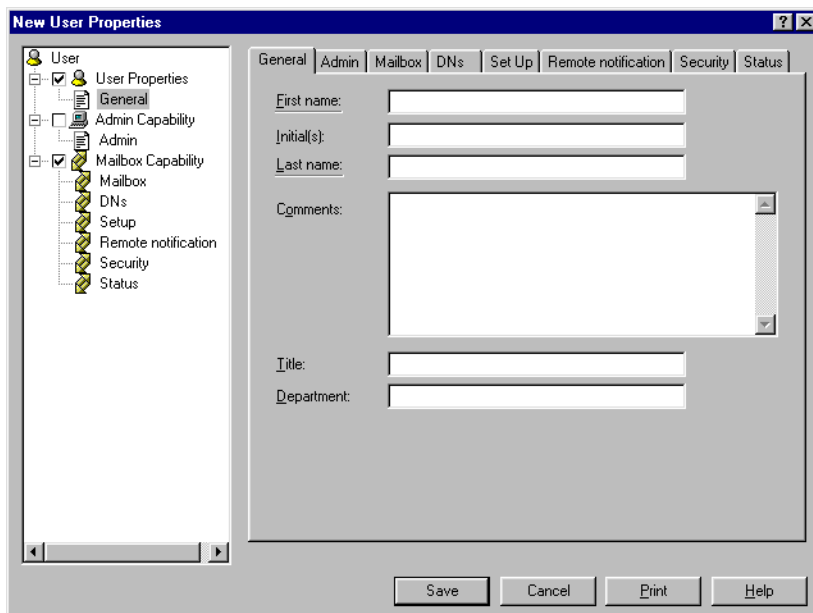 New User Properties
User
User Properties
General
Admin Capability
Admin
Mailbox Capability
Mailbox
DNs
Setup
Remote notification
Security
Status
General Admin Mailbox DNs Set Up Remote notification Security Status
First name:
Initial(s):
Last name:
Comments:
Title:
Department:
Save Cancel Print Help